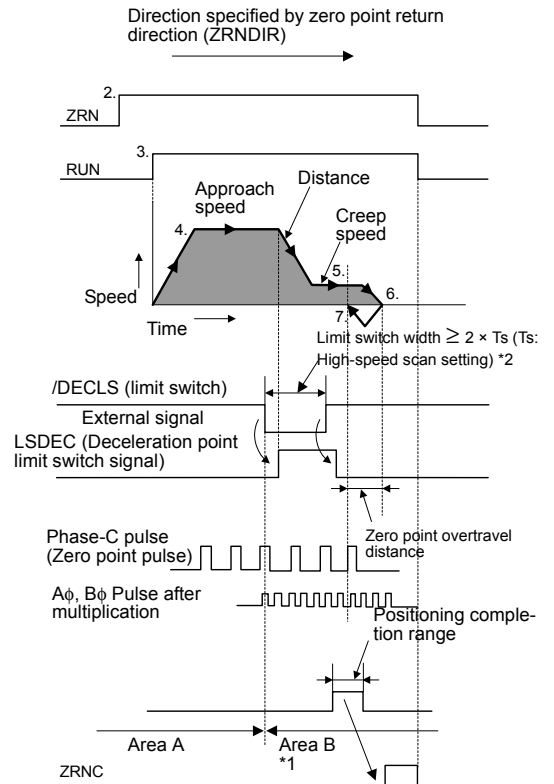 Direction specified by zero point return
direction (ZRNDIR)
2.
ZRN
3.
RUN
Approach
speed
Distance
Creep
speed
4.
5.
6.
7.
Speed
Time
Limit switch width ≥ 2 × Ts (Ts:
High-speed scan setting) *2
/DECLS (limit switch)
External signal
LSDEC (Deceleration point
limit switch signal)
Zero point overtravel
distance
Phase-C pulse
(Zero point pulse)
Aϕ, Bϕ Pulse after
multiplication
Positioning comple-
tion range
Area A
Area B
*1
ZRNC